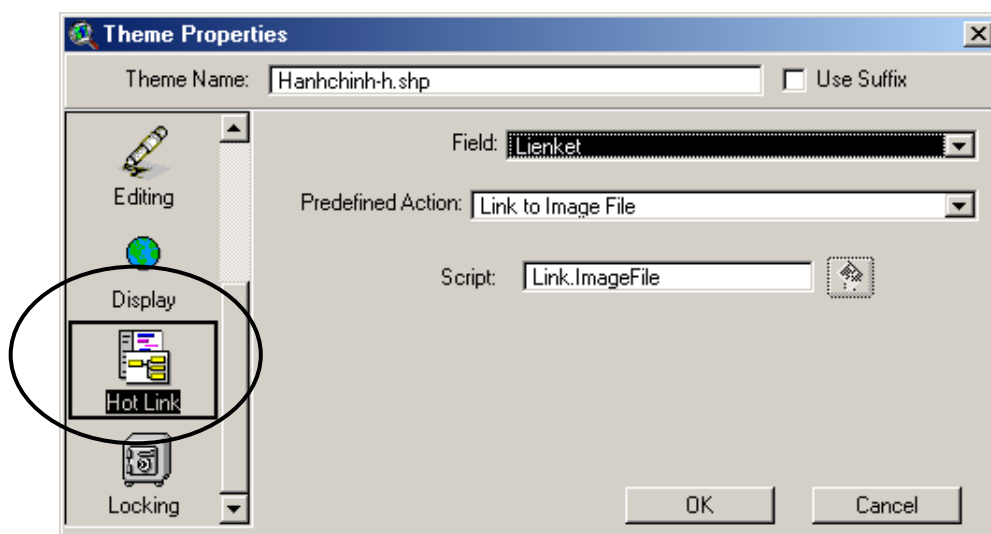 Theme Properties
Theme Name: Hanhchinh-h.shp Use Suffix
Editing
Display
Hot Link
Locking
Field: Lienket
Predefined Action: Link to Image File
Script: Link.ImageFile
OK Cancel